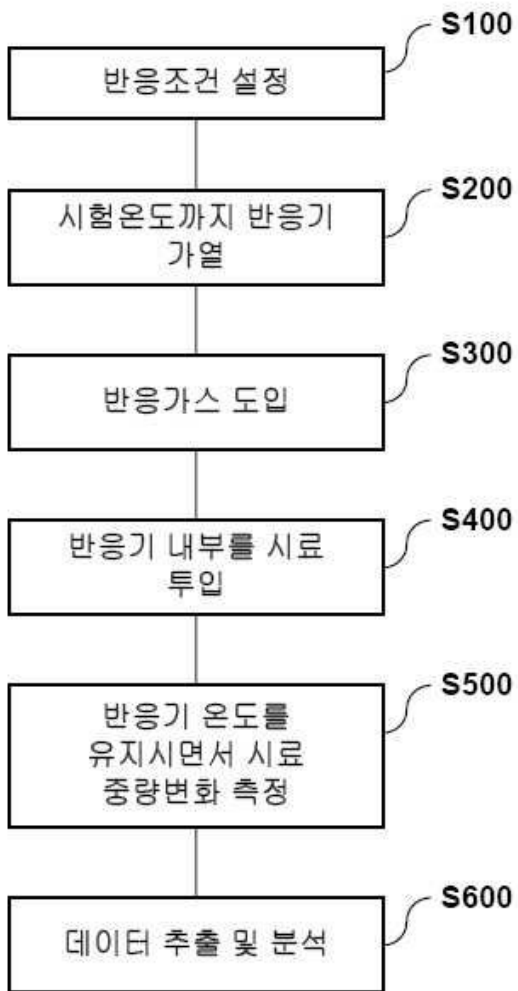 S100
반응조건 설정
S200
시험온도까지 반응기
가열
S300
반응가스 도입
S400
반응기 내부를 시료
투입
S500
반응기 온도를
유지시면서 시료
중량변화 측정
S600
데이터 추출 및 분석